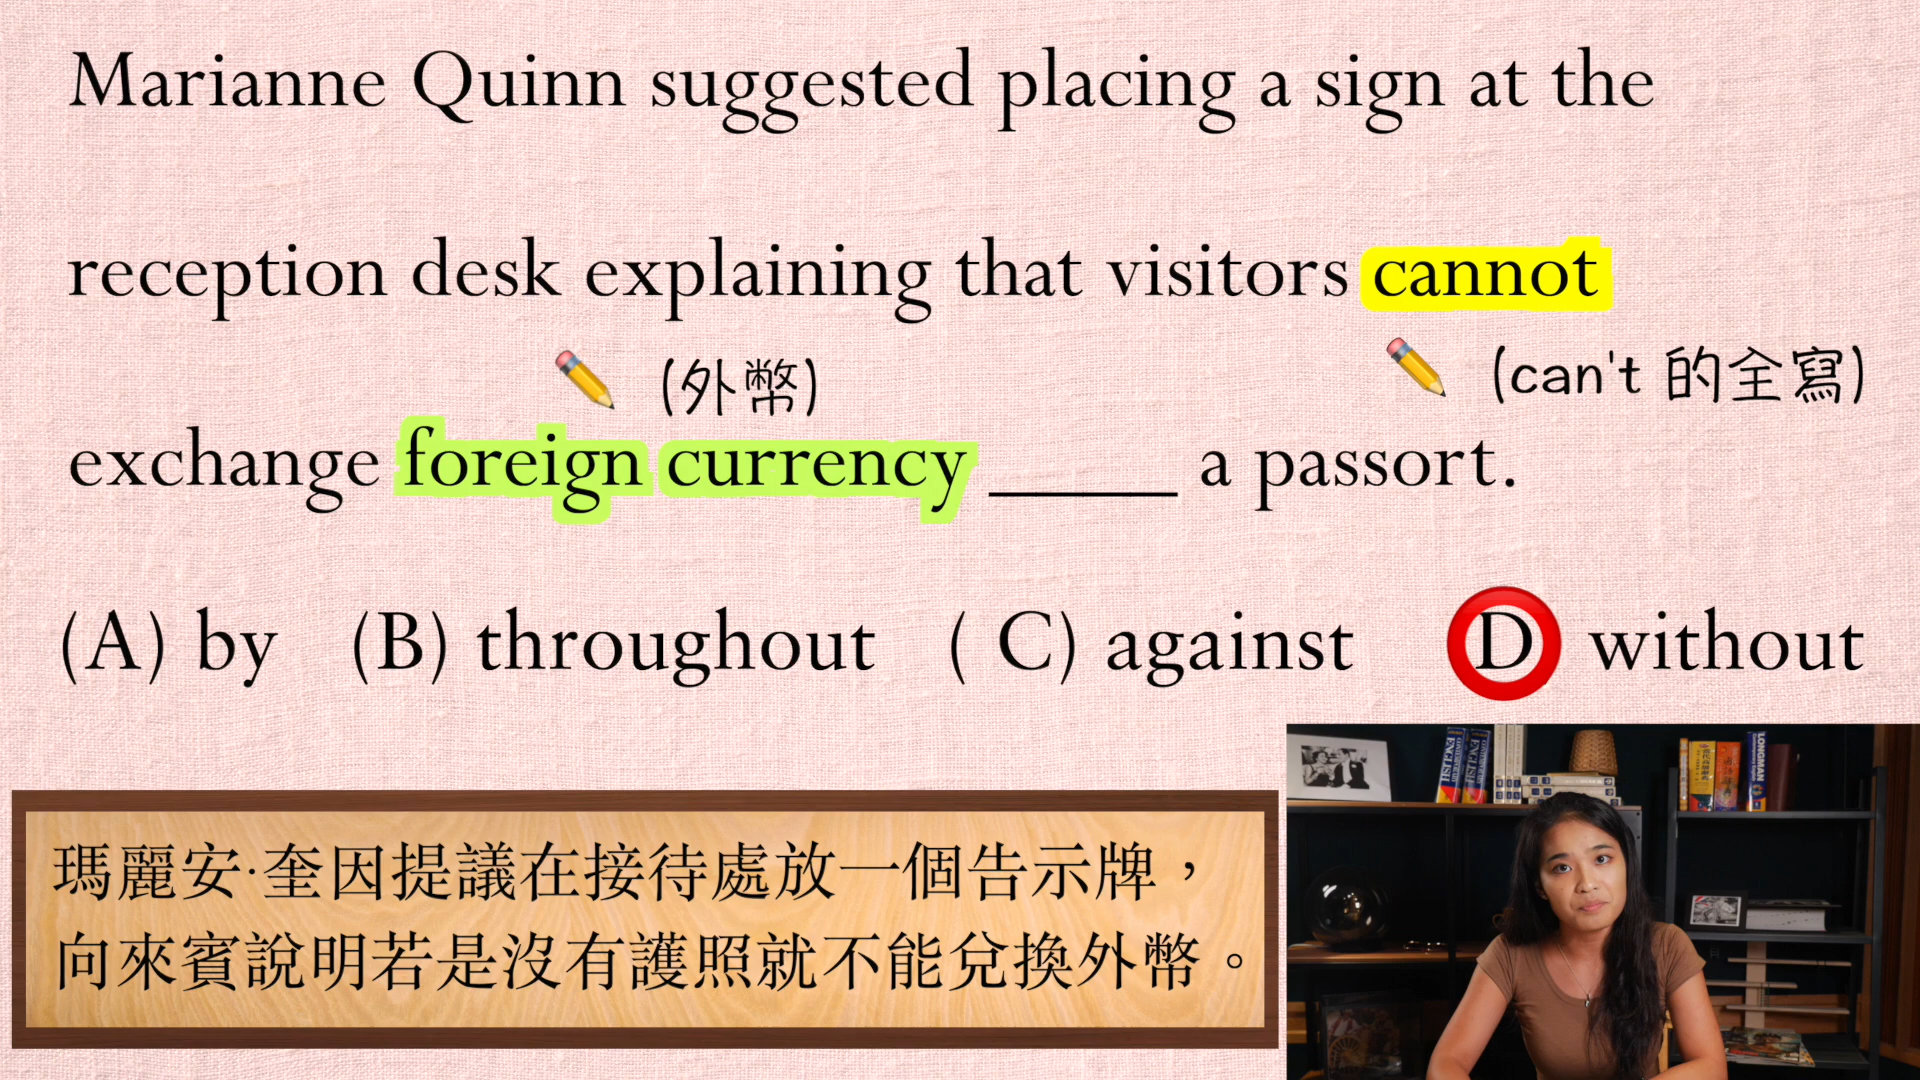 Marianne Quinn suggested placing a sign at the
reception desk explaining that visitors cannot
(外幣)
(can't 的全寫)
exchange foreign currency _____ a passort.
(A) by (B) throughout ( C) against D without
瑪麗安·奎因提議在接待處放一個告示牌，
向來賓說明若是沒有護照就不能兌換外幣。
ENGLISH
ENGLISH
LONGMAN